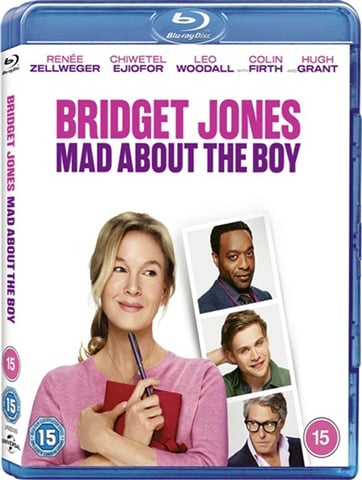 Blu-ray Disc
RENÉE ZELLWEGER
CHIWETEL EJIOFOR
LEO WOODALL
WITH COLIN FIRTH
AND HUGH GRANT
BRIDGET JONES
MAD ABOUT THE BOY
BRIDGET JONES MAD ABOUT THE BOY
15
15
UNIVERSAL
15
15